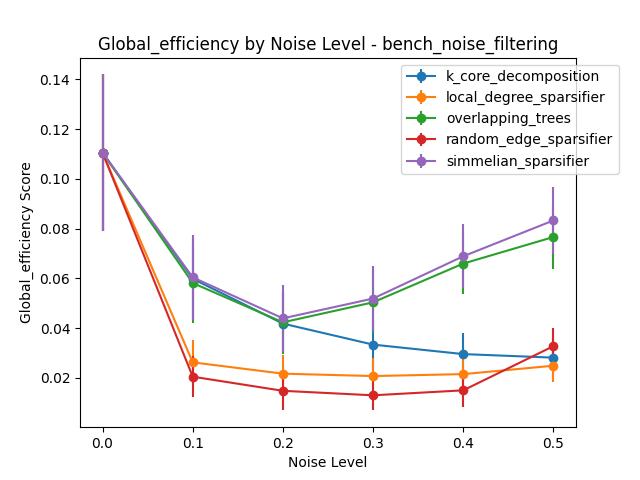 Global_efficiency by Noise Level - bench_noise_filtering
k_core_decomposition
local_degree_sparsifier
overlapping_trees
random_edge_sparsifier
simmelian_sparsifier
Global_efficiency Score
0.14
0.12
0.10
0.08
0.06
0.04
0.02
0.0 0.1 0.2 0.3 0.4 0.5
Noise Level